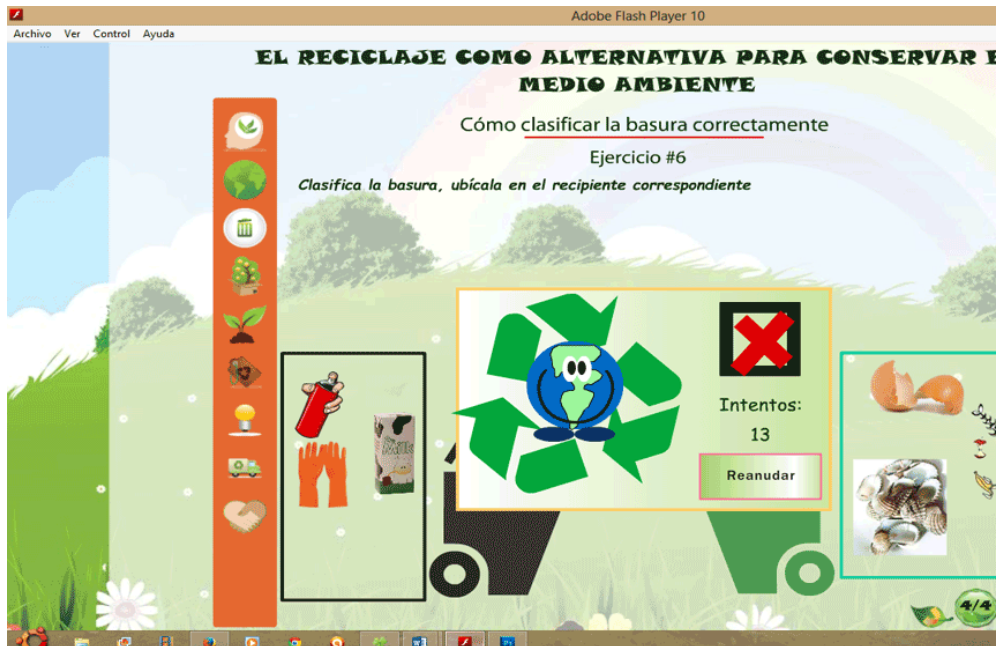 Adobe Flash Player 10
Archivo Ver Control Ayuda
EL RECICLAJE COMO ALTERNATIVA PARA CONSERVAR E
MEDIO AMBIENTE
Cómo clasificar la basura correctamente
Ejercicio #6
Clasifica la basura, ubícala en el recipiente correspondiente
Intentos:
13
Reanudar
Milk
4/4